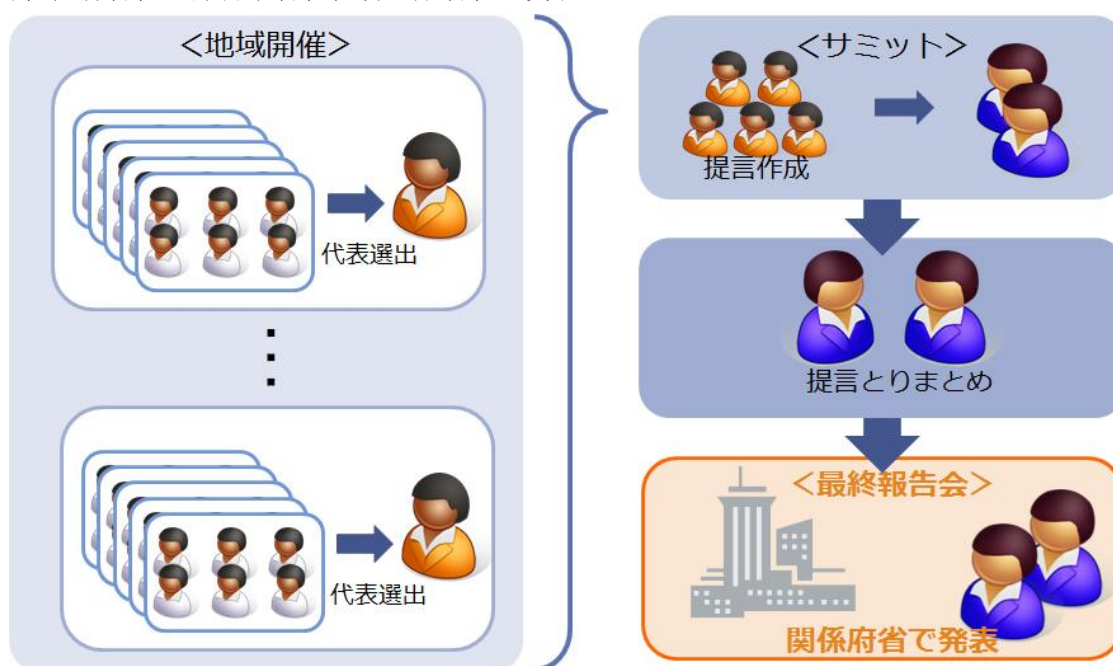 <地域開催>
代表選出
代表選出
<サミット>
提言作成
提言とりまとめ
<最終報告会>
関係府省で発表